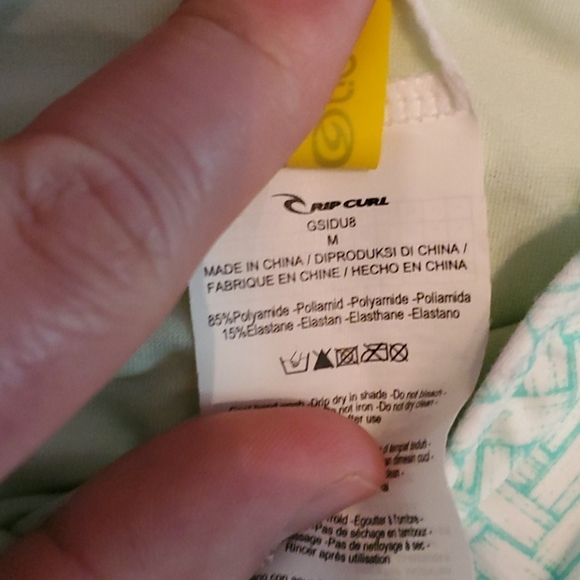 RIP CURL
GSIDU8
M
MADE IN CHINA / DIPRODUKSI DI CHINA /
FABRIQUE EN CHINE / HECHO EN CHINA
85%Polyamide -Poliamid -Polyamide -Poliamida
15%Elastane -Elastan -Elasthane -Elastano
-Drip dry in shade -Do not bleach-
not iron -Do not dry clean-
after use
-Egoutter à l'ombre-
-Pas de séchage en tambour-
-Pas de nettoyage à sec-
Rincer après utilisation